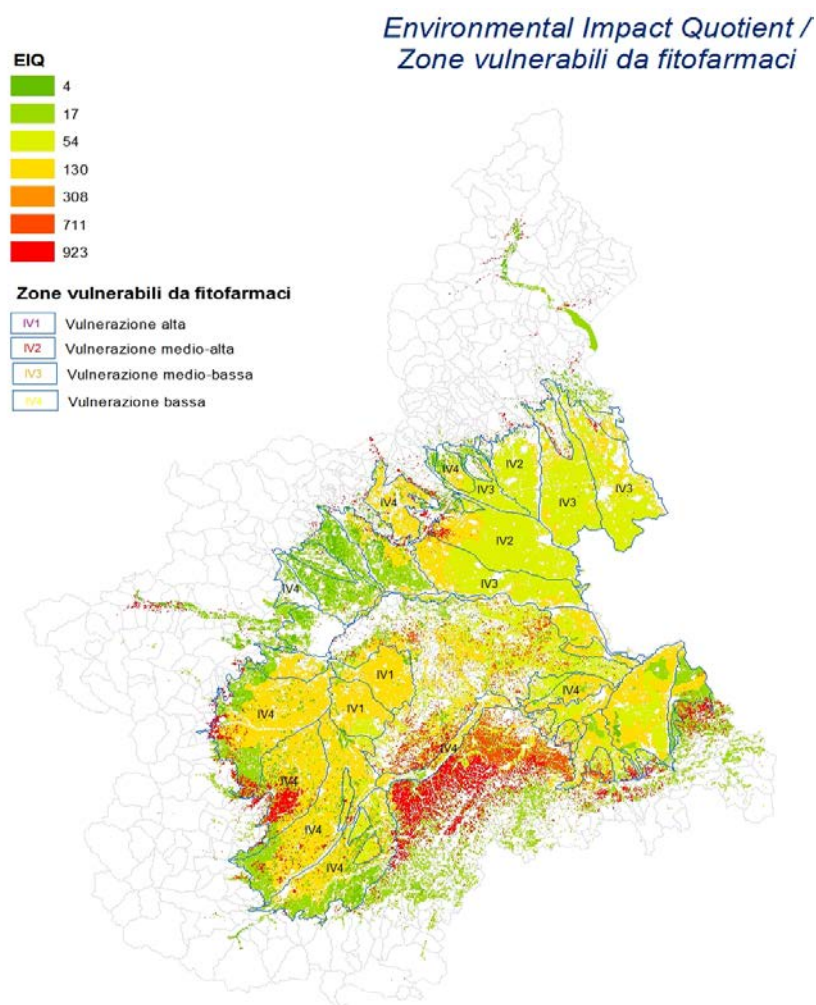 Environmental Impact Quotient /
Zone vulnerabili da fitofarmaci
EIQ
4
17
54
130
308
711
923
Zone vulnerabili da fitofarmaci
IV1 Vulnerazione alta
IV2 Vulnerazione medio-alta
IV3 Vulnerazione medio-bassa
IV4 Vulnerazione bassa
IV4
IV2
IV3
IV3
IV3
IV4
IV2
IV3
IV4
IV1
IV4
IV1
IV4
IV4
IV4
IV4
IV4